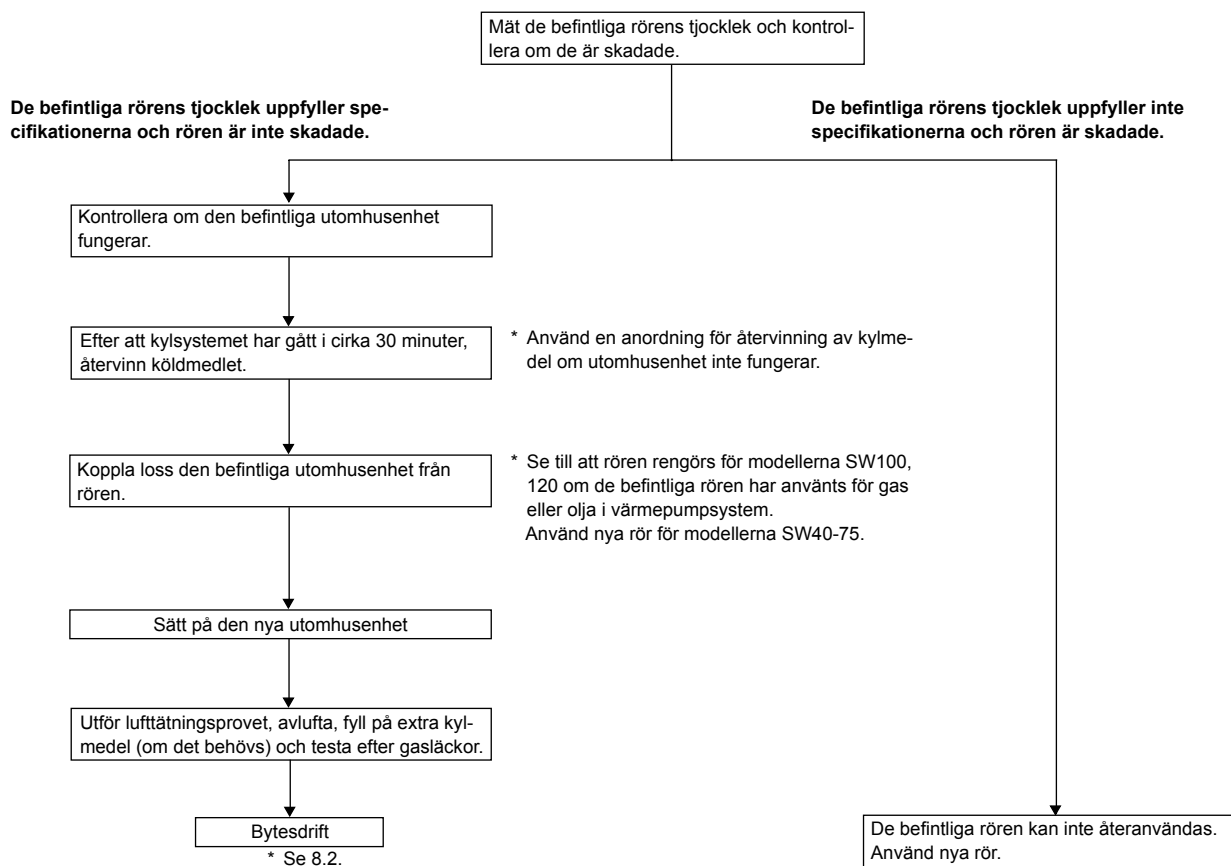 Mät de befintliga rörens tjocklek och kontrol-
lera om de är skadade.
De befintliga rörens tjocklek uppfyller spe-
cifikationerna och rören är inte skadade.
De befintliga rörens tjocklek uppfyller inte
specifikationerna och rören är skadade.
Kontrollera om den befintliga utomhusenhet
fungerar.
Efter att kylsystemet har gått i cirka 30 minuter,
återvinn köldmedlet.
* Använd en anordning för återvinning av kylme-
del om utomhusenhet inte fungerar.
Koppla loss den befintliga utomhusenhet från
rören.
* Se till att rören rengörs för modellerna SW100,
120 om de befintliga rören har använts för gas
eller olja i värmepumpsystem.
Använd nya rör för modellerna SW40-75.
Sätt på den nya utomhusenhet
Utför lufttätningsprovet, avlufta, fyll på extra kyl-
medel (om det behövs) och testa efter gasläckor.
Bytesdrift
* Se 8.2.
De befintliga rören kan inte återanvändas.
Använd nya rör.